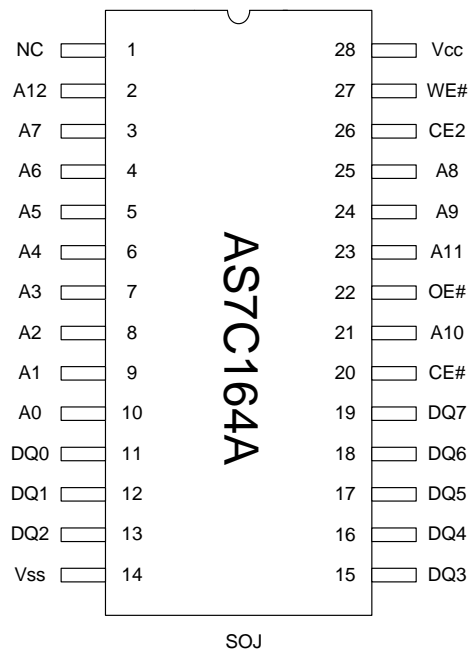 NC 1 28 Vcc
A12 2 27 WE#
A7 3 26 CE2
A6 4 25 A8
A5 5 24 A9
A4 6 23 A11
A3 7 22 OE#
A2 8 21 A10
A1 9 20 CE#
A0 10 19 DQ7
DQ0 11 18 DQ6
DQ1 12 17 DQ5
DQ2 13 16 DQ4
Vss 14 15 DQ3
AS7C164A
SOJ